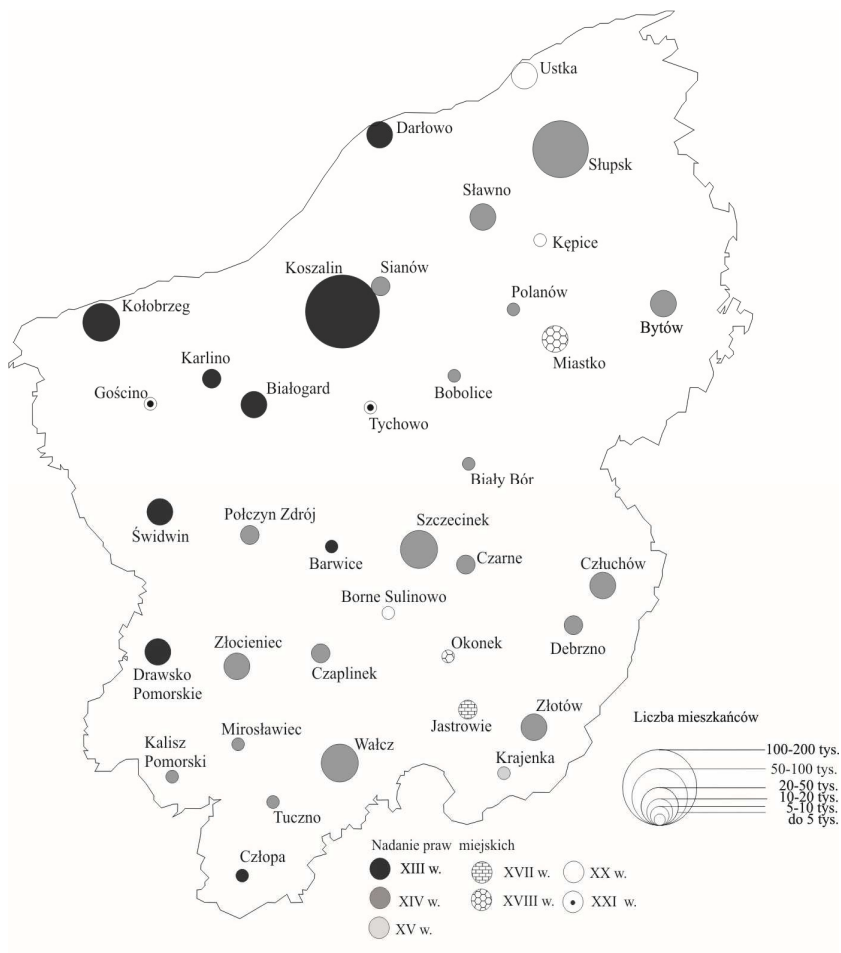 Ustka
Darłowo
Słupsk
Sławno
Kępice
Koszalin
Sianów
Polanów
Kołobrzeg
Bytów
Miastko
Karlino
Gościno
Białogard
Bobolice
Tychowo
Biały Bór
Połczyn Zdrój
Szczecinek
Świdwin
Barwice
Czarne
Człuchów
Borne Sulinowo
Złocieniec
Okonek
Debrzno
Drawsko
Pomorskie
Czaplinek
Złotów
Jastrowie
Mirosławiec
Kalisz
Pomorski
Wałcz
Krajenka
Tuczno
Człopa
Liczba mieszkańców
100-200 tys.
50-100 tys.
20-50 tys.
10-20 tys.
5-10 tys.
do 5 tys.
Nadanie praw miejskich
XIII w.
XIV w.
XV w.
XVII w.
XVIII w.
XX w.
XXI w.